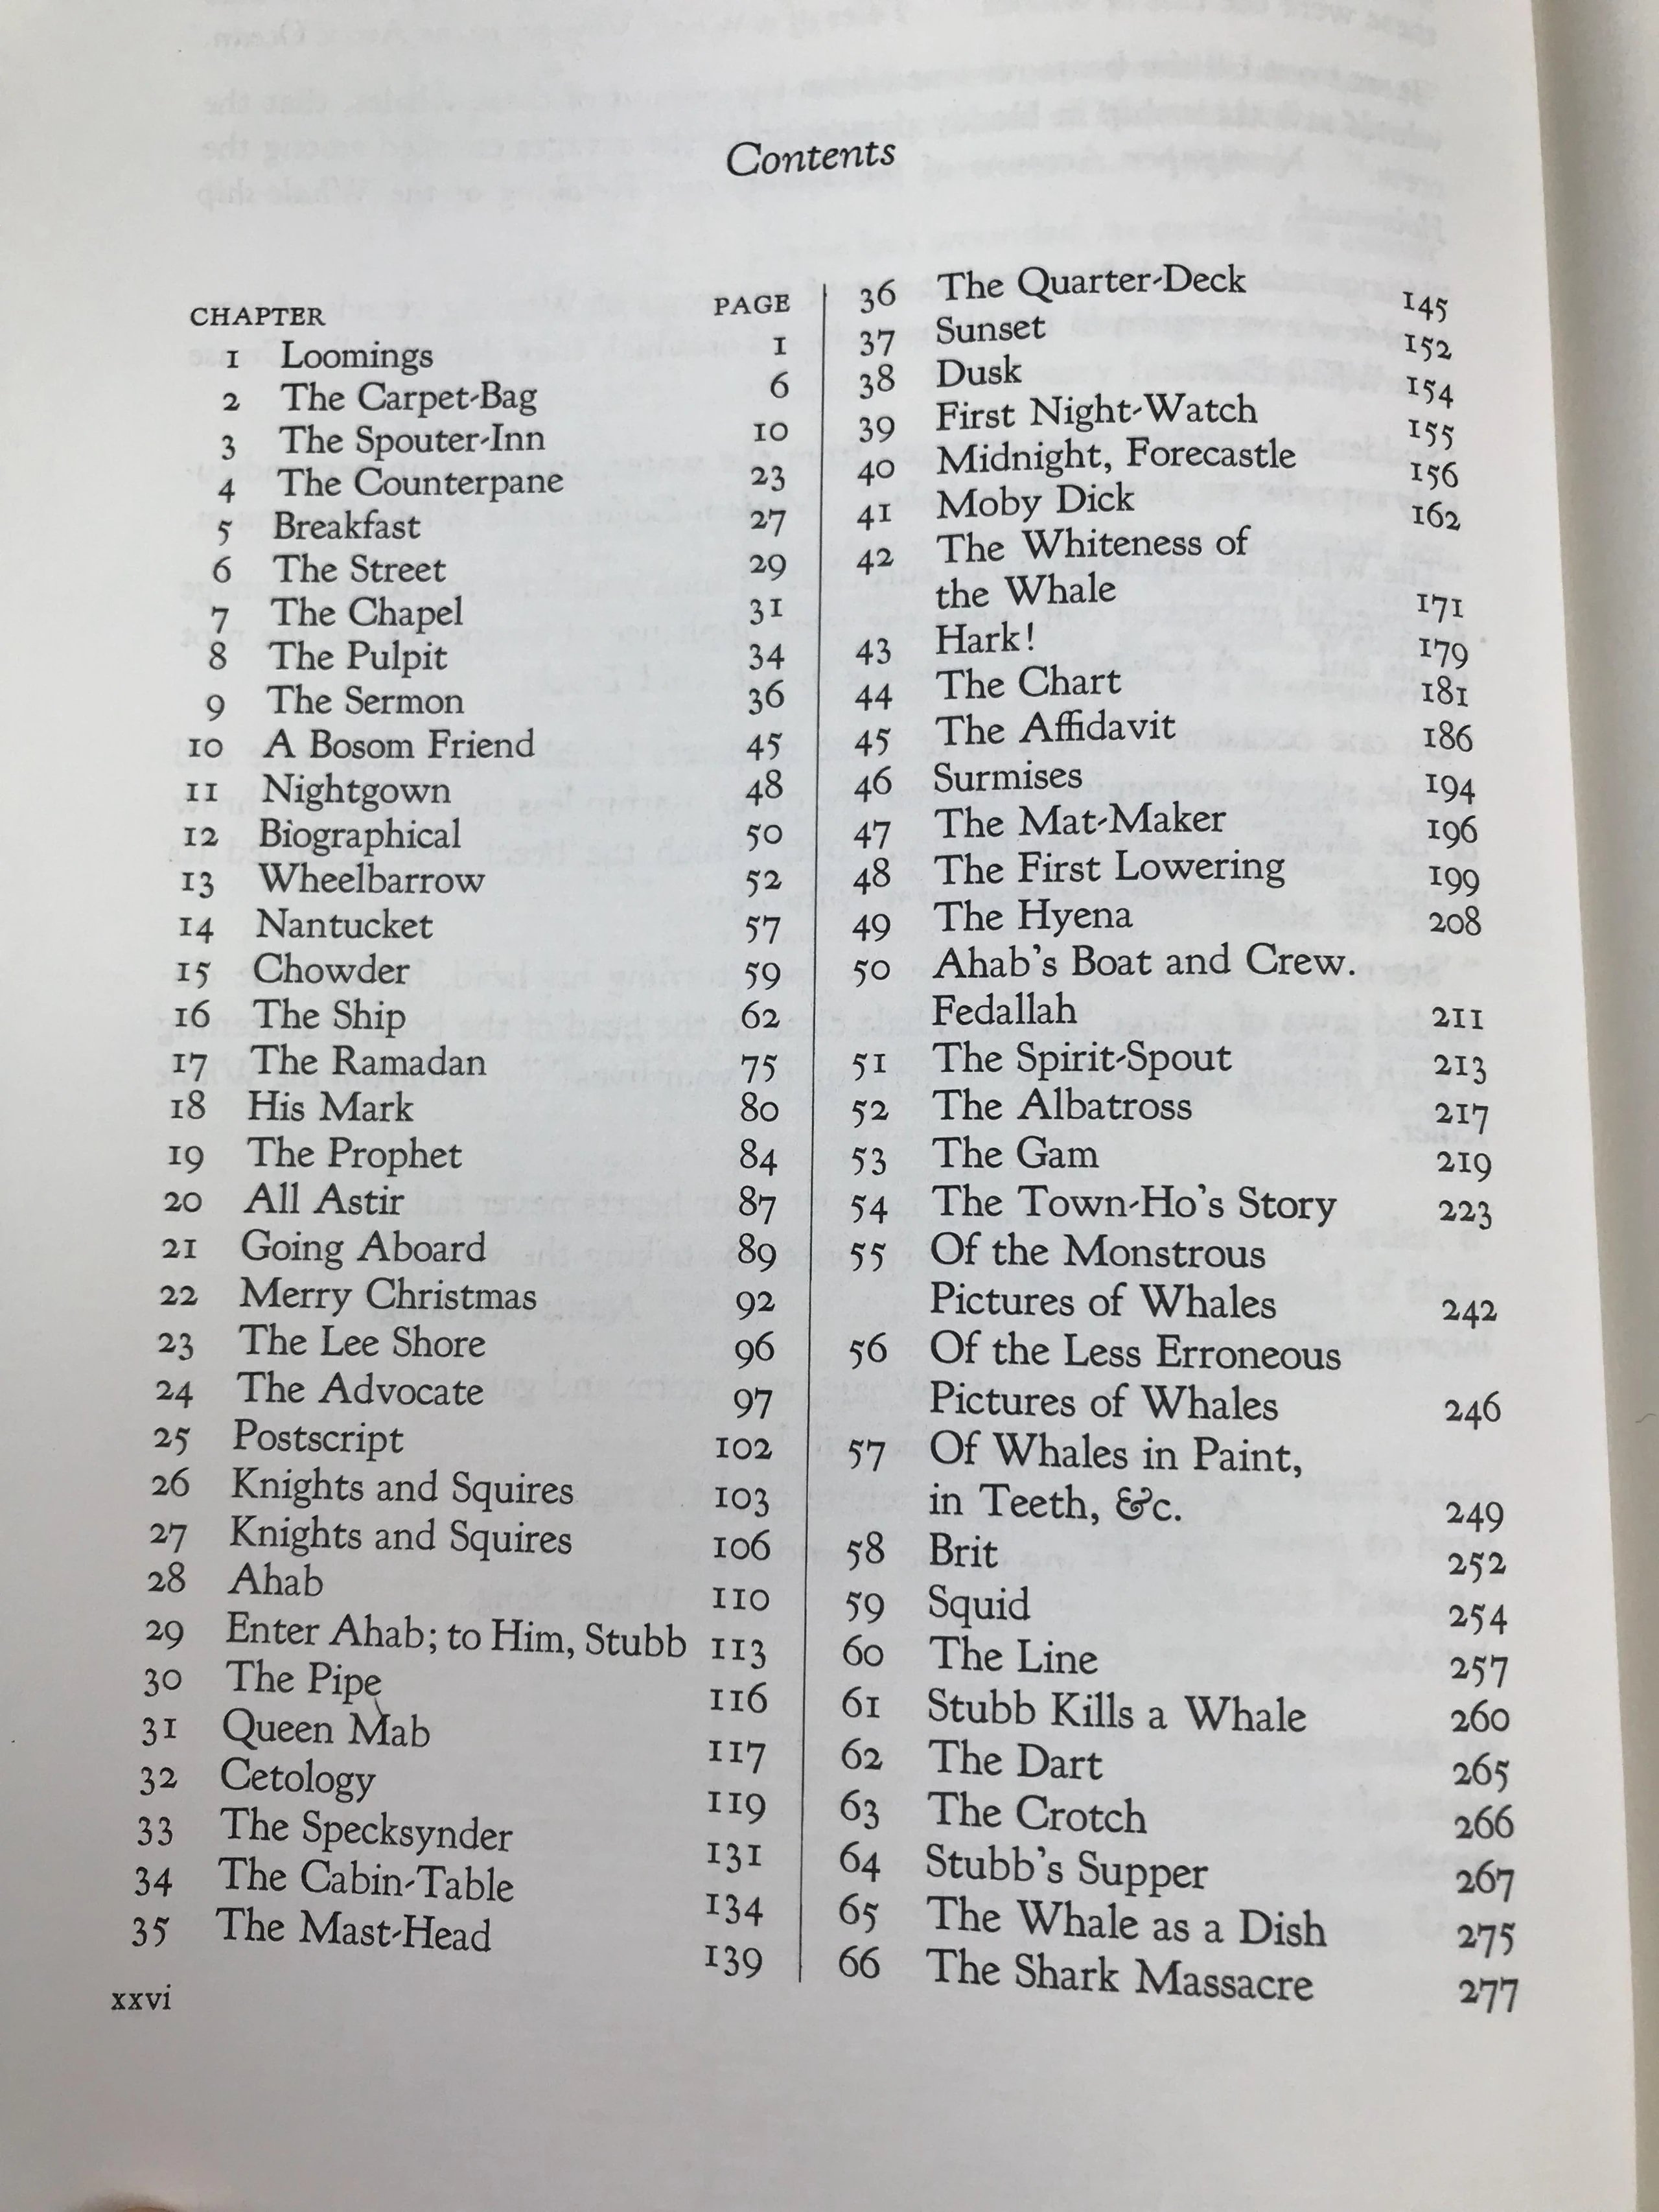 Contents
CHAPTER PAGE
1 Loomings 1
2 The Carpet-Bag 6
3 The Spouter-Inn 10
4 The Counterpane 23
5 Breakfast 27
6 The Street 29
7 The Chapel 31
8 The Pulpit 34
9 The Sermon 36
10 A Bosom Friend 45
11 Nightgown 48
12 Biographical 50
13 Wheelbarrow 52
14 Nantucket 57
15 Chowder 59
16 The Ship 62
17 The Ramadan 75
18 His Mark 80
19 The Prophet 84
20 All Astir 87
21 Going Aboard 89
22 Merry Christmas 92
23 The Lee Shore 96
24 The Advocate 97
25 Postscript 102
26 Knights and Squires 103
27 Knights and Squires 106
28 Ahab 110
29 Enter Ahab; to Him, Stubb 113
30 The Pipe 116
31 Queen Mab 117
32 Cetology 119
33 The Specksynder 131
34 The Cabin-Table 134
35 The Mast-Head 139
36 The Quarter-Deck 145
37 Sunset 152
38 Dusk 154
39 First Night-Watch 155
40 Midnight, Forecastle 156
41 Moby Dick 162
42 The Whiteness of
the Whale 171
43 Hark! 179
44 The Chart 181
45 The Affidavit 186
46 Surmises 194
47 The Mat-Maker 196
48 The First Lowering 199
49 The Hyena 208
50 Ahab's Boat and Crew.
Fedallah 211
51 The Spirit-Spout 213
52 The Albatross 217
53 The Gam 219
54 The Town-Ho's Story 223
55 Of the Monstrous
Pictures of Whales 242
56 Of the Less Erroneous
Pictures of Whales 246
57 Of Whales in Paint,
in Teeth, &c. 249
58 Brit 252
59 Squid 254
60 The Line 257
61 Stubb Kills a Whale 260
62 The Dart 265
63 The Crotch 266
64 Stubb's Supper 267
65 The Whale as a Dish 275
66 The Shark Massacre 277
xxvi